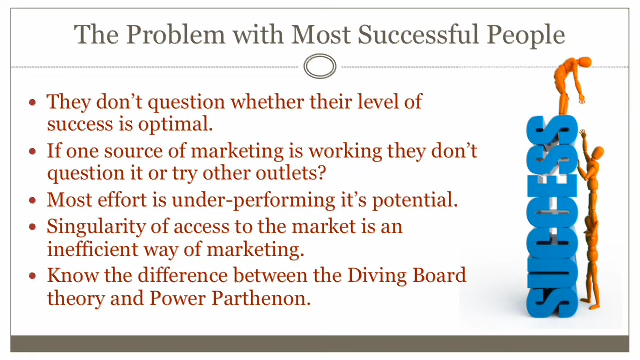 The Problem with Most Successful People
• They don't question whether their level of
success is optimal.
• If one source of marketing is working they don't
question it or try other outlets?
• Most effort is under-performing it's potential.
• Singularity of access to the market is an
inefficient way of marketing.
• Know the difference between the Diving Board
theory and Power Parthenon.
SUCCESS